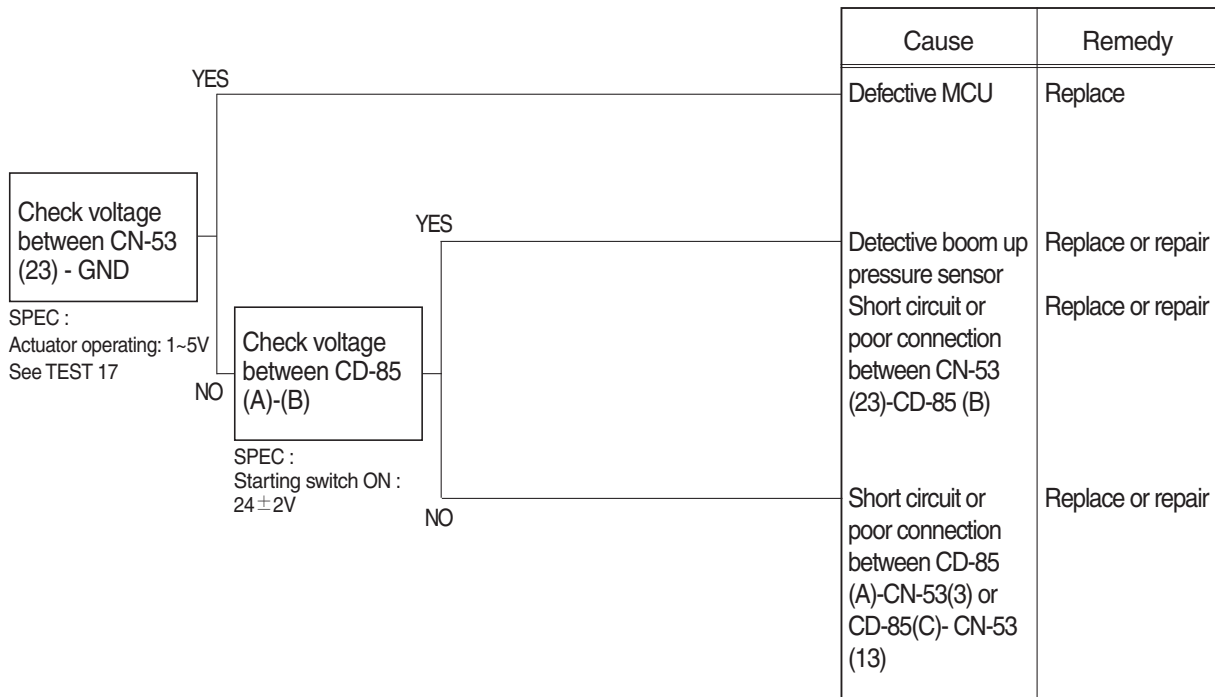 Cause
Remedy
YES
Defective MCU
Replace
Check voltage
between CN-53
(23) - GND
SPEC :
Actuator operating: 1~5V
See TEST 17
NO
YES
Detective boom up
pressure sensor
Replace or repair
Short circuit or
poor connection
between CN-53
(23)-CD-85 (B)
Replace or repair
Check voltage
between CD-85
(A)-(B)
SPEC :
Starting switch ON :
24±2V
NO
Short circuit or
poor connection
between CD-85
(A)-CN-53(3) or
CD-85(C)- CN-53
(13)
Replace or repair